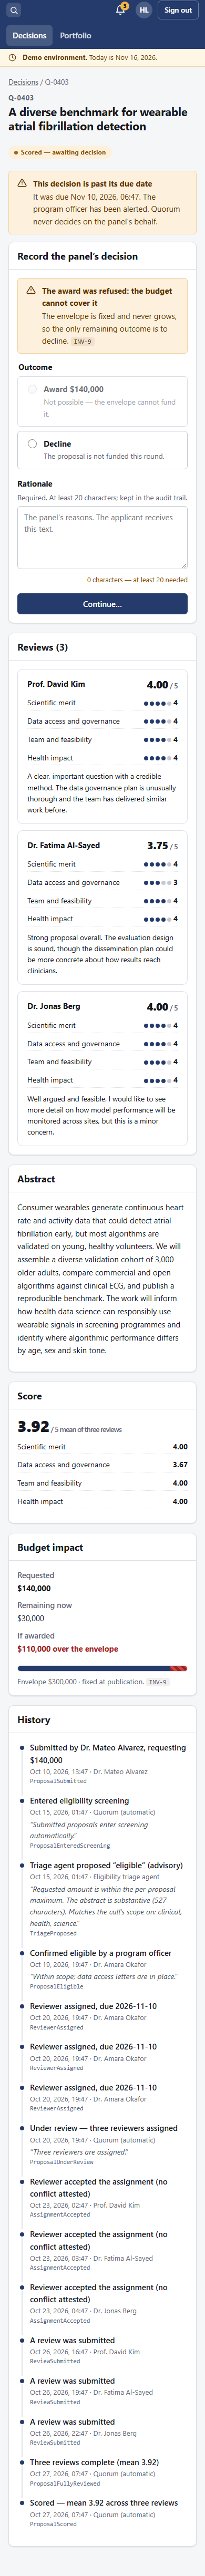 5
HL
Sign out
Decisions
Portfolio
Demo environment. Today is Nov 16, 2026.
Decisions / Q-0403
Q-0403
A diverse benchmark for wearable
atrial fibrillation detection
Scored — awaiting decision
This decision is past its due date
It was due Nov 10, 2026, 06:47. The
program officer has been alerted. Quorum
never decides on the panel's behalf.
Record the panel's decision
The award was refused: the budget
cannot cover it
The envelope is fixed and never grows,
so the only remaining outcome is to
decline. INV-9
Outcome
Award $140,000
Not possible — the envelope cannot fund
it.
Decline
The proposal is not funded this round.
Rationale
Required. At least 20 characters: kept in the audit trail.
The panel's reasons. The applicant receives
this text.
0 characters — at least 20 needed
Continue...
Reviews (3)
Prof. David Kim
4.00 / 5
Scientific merit
4
Data access and governance
4
Team and feasibility
4
Health impact
4
A clear, important question with a credible
method. The data governance plan is unusually
thorough and the team has delivered similar
work before.
Dr. Fatima Al-Sayed
3.75 / 5
Scientific merit
4
Data access and governance
3
Team and feasibility
4
Health impact
4
Strong proposal overall. The evaluation design
is sound, though the dissemination plan could
be more concrete about how results reach
clinicians.
Dr. Jonas Berg
4.00 / 5
Scientific merit
4
Data access and governance
4
Team and feasibility
4
Health impact
4
Well argued and feasible. I would like to see
more detail on how model performance will be
monitored across sites, but this is a minor
concern.
Abstract
Consumer wearables generate continuous heart
rate and activity data that could detect atrial
fibrillation early, but most algorithms are
validated on young, healthy volunteers. We will
assemble a diverse validation cohort of 3,000
older adults, compare commercial and open
algorithms against clinical ECG, and publish a
reproducible benchmark. The work will inform
how health data science can responsibly use
wearable signals in screening programmes and
identify where algorithmic performance differs
by age, sex and skin tone.
Score
3.92 / 5 mean of three reviews
Scientific merit
4.00
Data access and governance
3.67
Team and feasibility
4.00
Health impact
4.00
Budget impact
Requested
$140,000
Remaining now
$30,000
If awarded
$110,000 over the envelope
Envelope $300,000 · fixed at publication. INV-9
History
Submitted by Dr. Mateo Alvarez, requesting
$140,000
Oct 10, 2026, 13:47 · Dr. Mateo Alvarez
ProposalSubmitted
Entered eligibility screening
Oct 15, 2026, 01:47 · Quorum (automatic)
"Submitted proposals enter screening
automatically."
ProposalEnteredScreening
Triage agent proposed "eligible" (advisory)
Oct 15, 2026, 01:47 · Eligibility triage agent
"Requested amount is within the per-proposal
maximum. The abstract is substantive (527
characters). Matches the call's scope on: clinical,
health, science."
TriageProposed
Confirmed eligible by a program officer
Oct 19, 2026, 19:47 · Dr. Amara Okafor
"Within scope; data access letters are in place."
ProposalEligible
Reviewer assigned, due 2026-11-10
Oct 20, 2026, 19:47 · Dr. Amara Okafor
ReviewerAssigned
Reviewer assigned, due 2026-11-10
Oct 20, 2026, 19:47 · Dr. Amara Okafor
ReviewerAssigned
Reviewer assigned, due 2026-11-10
Oct 20, 2026, 19:47 · Dr. Amara Okafor
ReviewerAssigned
Under review — three reviewers assigned
Oct 20, 2026, 19:47 · Quorum (automatic)
"Three reviewers are assigned."
ProposalUnderReview
Reviewer accepted the assignment (no
conflict attested)
Oct 23, 2026, 02:47 · Prof. David Kim
AssignmentAccepted
Reviewer accepted the assignment (no
conflict attested)
Oct 23, 2026, 03:47 · Dr. Fatima Al-Sayed
AssignmentAccepted
Reviewer accepted the assignment (no
conflict attested)
Oct 23, 2026, 04:47 · Dr. Jonas Berg
AssignmentAccepted
A review was submitted
Oct 26, 2026, 16:47 · Prof. David Kim
ReviewSubmitted
A review was submitted
Oct 26, 2026, 19:47 · Dr. Fatima Al-Sayed
ReviewSubmitted
A review was submitted
Oct 26, 2026, 22:47 · Dr. Jonas Berg
ReviewSubmitted
Three reviews complete (mean 3.92)
Oct 27, 2026, 07:47 · Quorum (automatic)
ProposalFullyReviewed
Scored — mean 3.92 across three reviews
Oct 27, 2026, 07:47 · Quorum (automatic)
ProposalScored